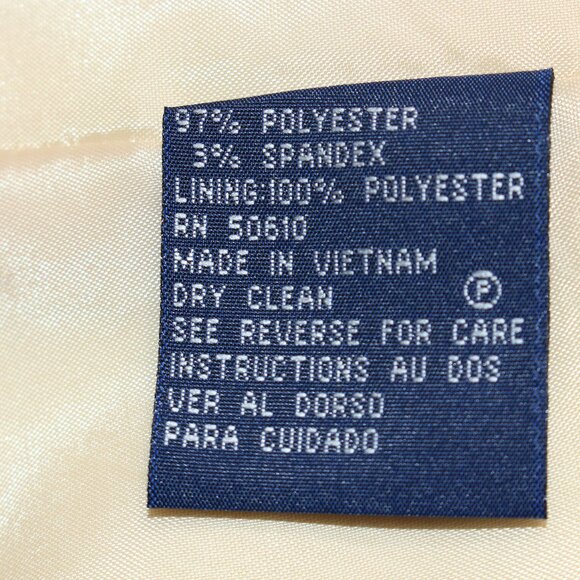 97% POLYESTER
3% SPANDEX
LINING:100% POLYESTER
RN 50610
MADE IN VIETNAM
DRY CLEAN Ⓟ
SEE REVERSE FOR CARE
INSTRUCTIONS AU DOS
VER AL DORSO
PARA CUIDADO